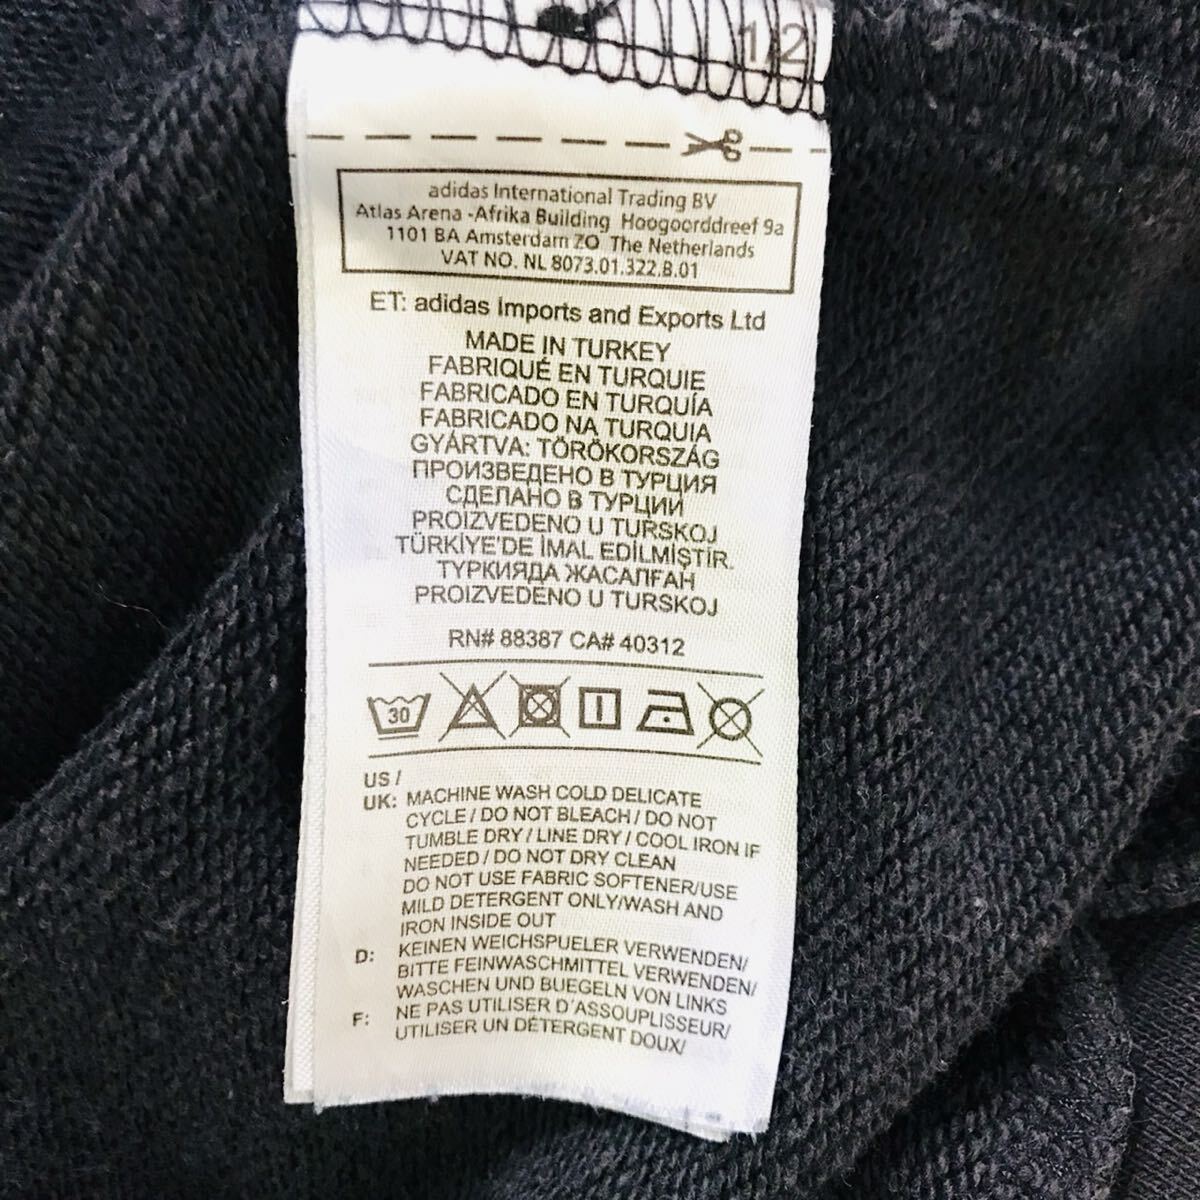 1/2
adidas International Trading BV
Atlas Arena -Afrika Building Hoogoorddreef 9a
1101 BA Amsterdam ZO The Netherlands
VAT NO. NL 8073.01.322.B.01
ET: adidas Imports and Exports Ltd
MADE IN TURKEY
FABRIQUÉ EN TURQUIE
FABRICADO EN TURQUÍA
FABRICADO NA TURQUIA
GYÁRTVA: TÖRÖKORSZÁG
ПРОИЗВЕДЕНО В ТУРЦИЯ
СДЕЛАНО В ТУРЦИИ
PROIZVEDENO U TURSKOJ
TÜRKİYE'DE İMAL EDİLMİŞTİR.
ТУРКИЯДА ЖАСАЛҒАН
PROIZVEDENO U TURSKOJ
RN# 88387 CA# 40312
30
US /
UK: MACHINE WASH COLD DELICATE
CYCLE / DO NOT BLEACH / DO NOT
TUMBLE DRY / LINE DRY / COOL IRON IF
NEEDED / DO NOT DRY CLEAN
DO NOT USE FABRIC SOFTENER/USE
MILD DETERGENT ONLY/WASH AND
IRON INSIDE OUT
D: KEINEN WEICHSPUELER VERWENDEN/
BITTE FEINWASCHMITTEL VERWENDEN/
WASCHEN UND BUEGELN VON LINKS
F: NE PAS UTILISER D'ASSOUPLISSEUR/
UTILISER UN DÉTERGENT DOUX/